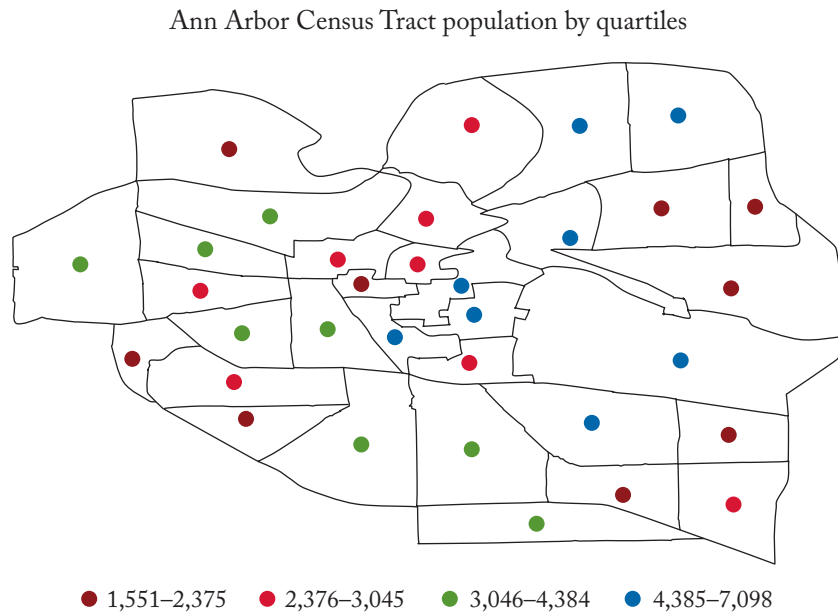 Ann Arbor Census Tract population by quartiles
1,551–2,375 2,376–3,045 3,046–4,384 4,385–7,098